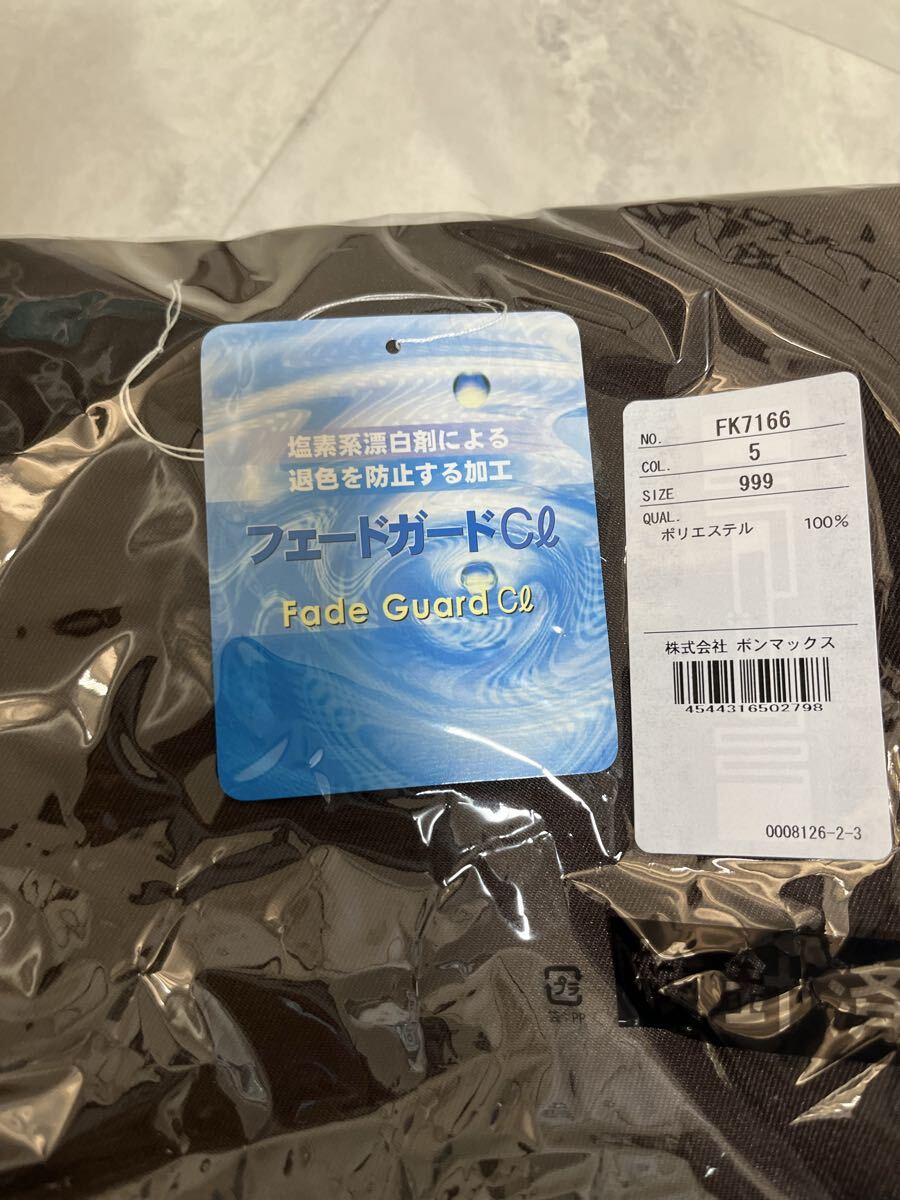 塩素系漂白剤による
退色を防止する加工
フェードガードCℓ
Fade Guard Cℓ
NO. FK7166
COL. 5
SIZE 999
QUAL.
ポリエステル 100%
株式会社 ボンマックス
4544316502798
0008126-2-3
プラ